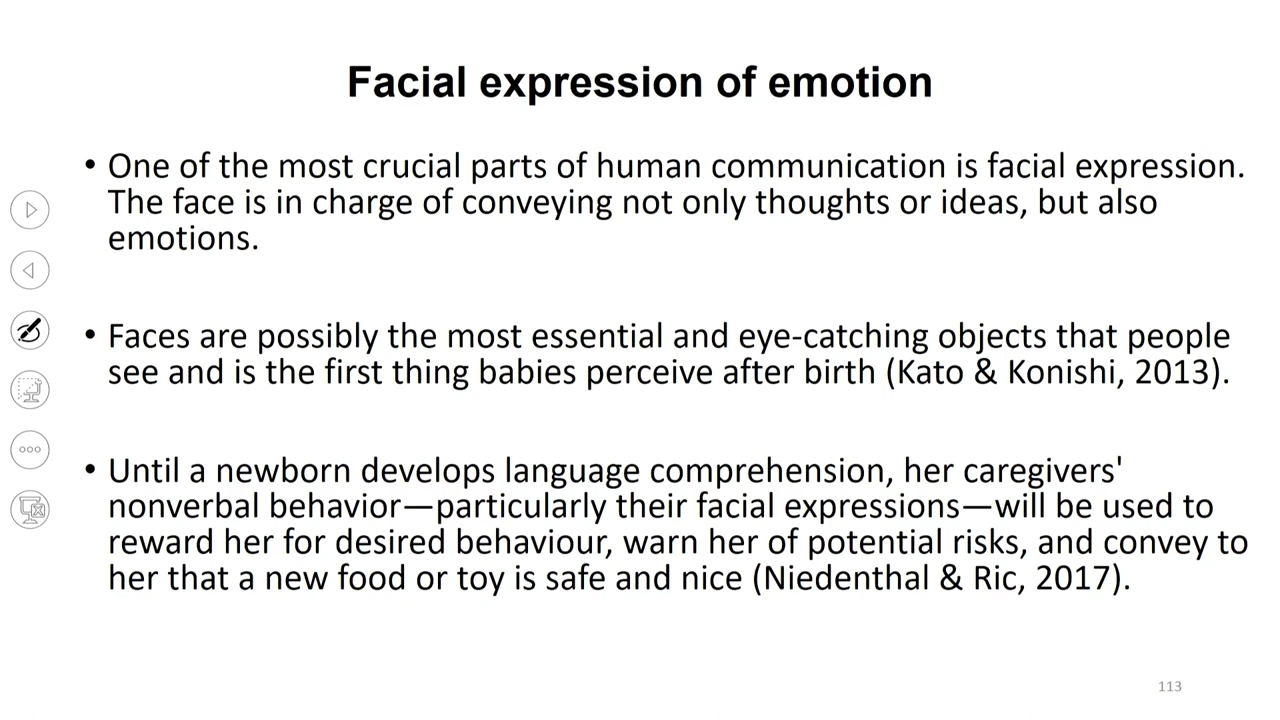 Facial expression of emotion
• One of the most crucial parts of human communication is facial expression.
The face is in charge of conveying not only thoughts or ideas, but also
emotions.
• Faces are possibly the most essential and eye-catching objects that people
see and is the first thing babies perceive after birth (Kato & Konishi, 2013).
• Until a newborn develops language comprehension, her caregivers'
nonverbal behavior—particularly their facial expressions—will be used to
reward her for desired behaviour, warn her of potential risks, and convey to
her that a new food or toy is safe and nice (Niedenthal & Ric, 2017).
113